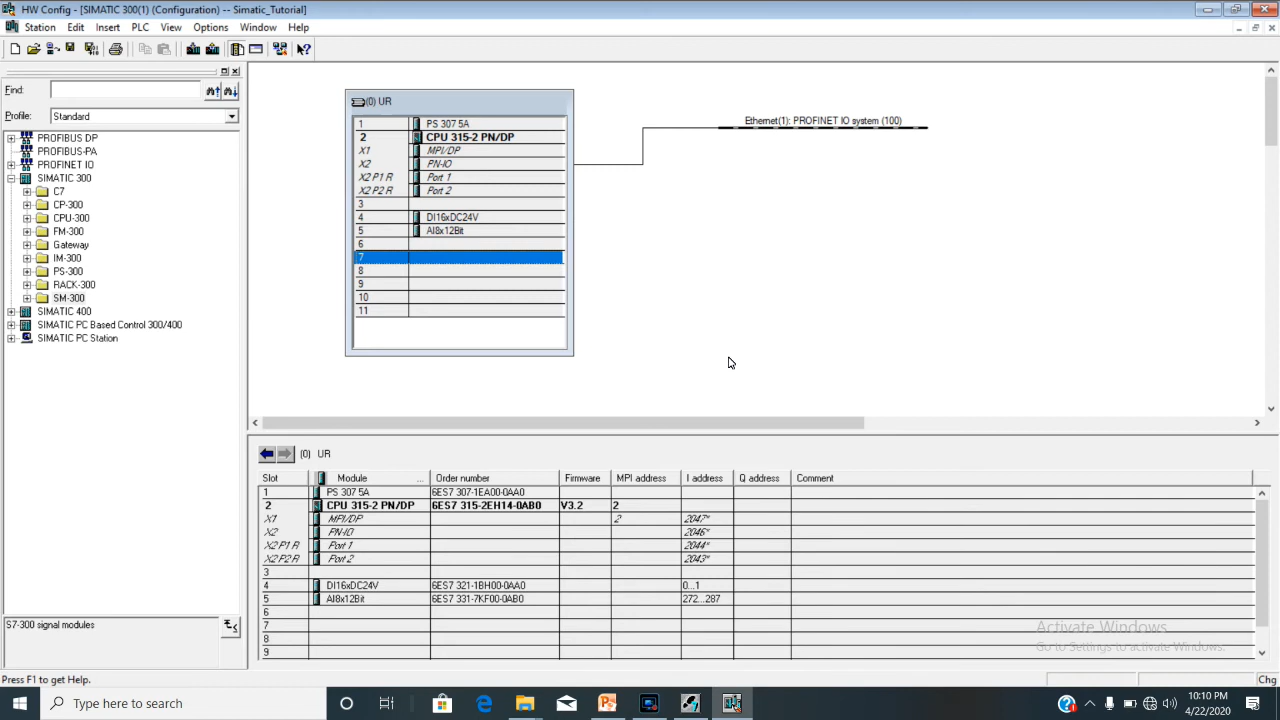 HW Config - [SIMATIC 300(1) (Configuration) -- Simatic_Tutorial]
Station Edit Insert PLC View Options Window Help
Find:
Profile: Standard
PROFIBUS DP
PROFIBUS-PA
PROFINET IO
SIMATIC 300
C7
CP-300
CPU-300
FM-300
Gateway
IM-300
PS-300
RACK-300
SM-300
SIMATIC 400
SIMATIC PC Based Control 300/400
SIMATIC PC Station
S7-300 signal modules
(0) UR
1 PS 307 5A
2 CPU 315-2 PN/DP
X1 MPI/DP
X2 PN-IO
X2 P1 R Port 1
X2 P2 R Port 2
3
4 DI16xDC24V
5 AI8x12Bit
6
7
8
9
10
11
Ethernet(1): PROFINET IO system (100)
(0) UR
Slot Module ... Order number Firmware MPI address I address Q address Comment
1 PS 307 5A 6ES7 307-1EA00-0AA0
2 CPU 315-2 PN/DP 6ES7 315-2EH14-0AB0 V3.2 2
X1 MPI/DP 2 2047*
X2 PN-IO 2046*
X2 P1 R Port 1 2044*
X2 P2 R Port 2 2043*
3
4 DI16xDC24V 6ES7 321-1BH00-0AA0 0...1
5 AI8x12Bit 6ES7 331-7KF00-0AB0 272...287
6
7
8
9
Activate Windows
Go to Settings to activate Windows.
Press F1 to get Help.
Chg
Type here to search
10:10 PM
4/22/2020